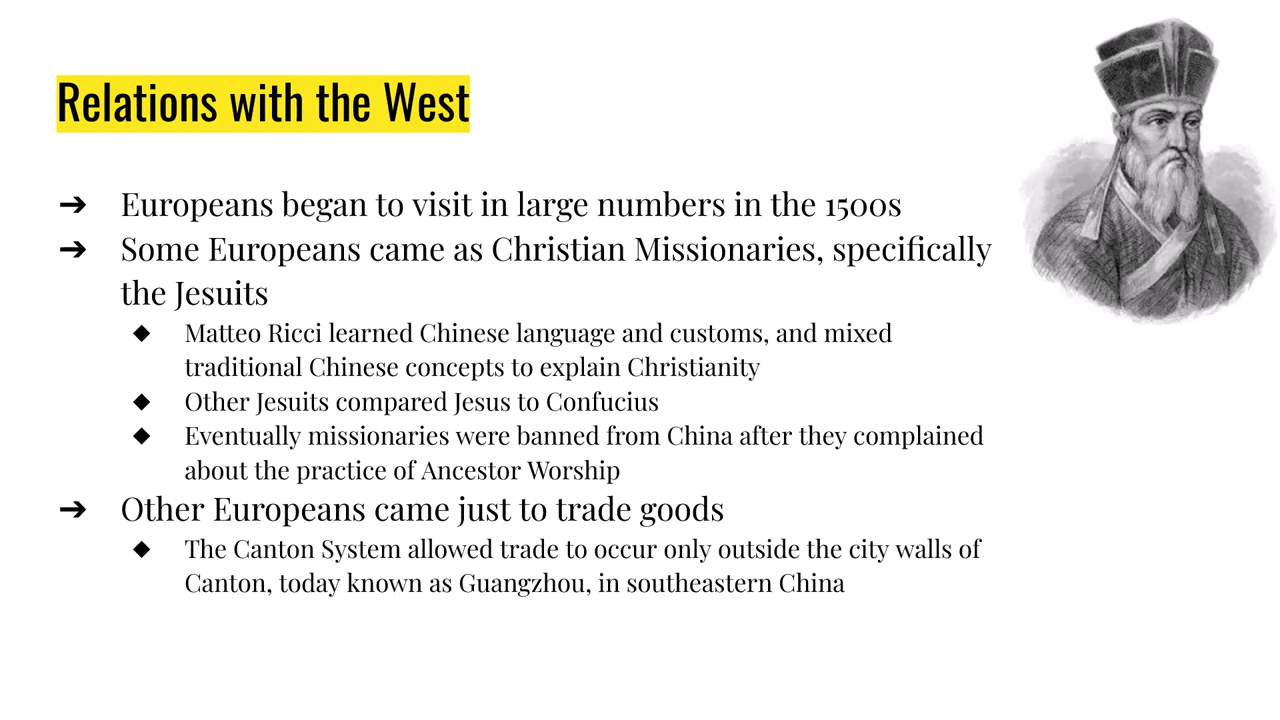 Relations with the West
➔ Europeans began to visit in large numbers in the 1500s
➔ Some Europeans came as Christian Missionaries, specifically
the Jesuits
◆ Matteo Ricci learned Chinese language and customs, and mixed
traditional Chinese concepts to explain Christianity
◆ Other Jesuits compared Jesus to Confucius
◆ Eventually missionaries were banned from China after they complained
about the practice of Ancestor Worship
➔ Other Europeans came just to trade goods
◆ The Canton System allowed trade to occur only outside the city walls of
Canton, today known as Guangzhou, in southeastern China